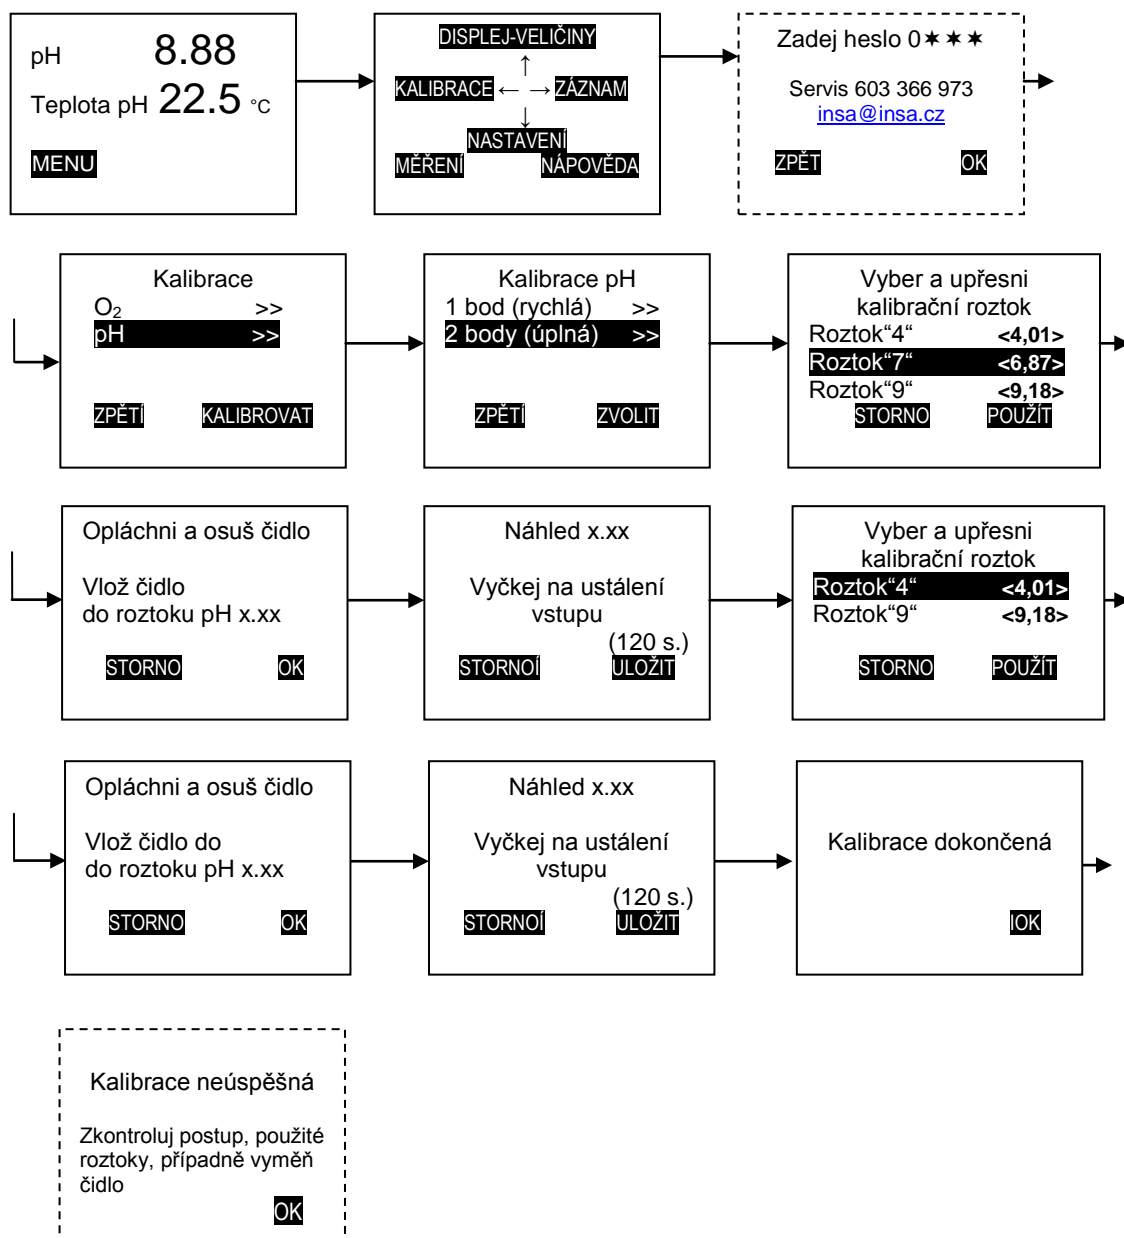 pH 8.88
Teplota pH 22.5 °C
MENU
DISPLEJ-VELIČINY
↑
KALIBRACE ← → ZÁZNAM
↓
NASTAVENÍ
MĚŘENÍ NÁPOVĚDA
Zadej heslo 0✶✶✶
Servis 603 366 973
insa@insa.cz
ZPĚT OK
Kalibrace
O₂ >>
pH >>
ZPĚTÍ KALIBROVAT
Kalibrace pH
1 bod (rychlá) >>
2 body (úplná) >>
ZPĚTÍ ZVOLIT
Vyber a upřesni
kalibrační roztok
Roztok“4“ <4,01>
Roztok“7“ <6,87>
Roztok“9“ <9,18>
STORNO POUŽÍT
Opláchni a osuš čidlo
Vlož čidlo
do roztoku pH x.xx
STORNO OK
Náhled x.xx
Vyčkej na ustálení
vstupu
(120 s.)
STORNOÍ ULOŽIT
Vyber a upřesni
kalibrační roztok
Roztok“4“ <4,01>
Roztok“9“ <9,18>
STORNO POUŽÍT
Opláchni a osuš čidlo
Vlož čidlo do
do roztoku pH x.xx
STORNO OK
Náhled x.xx
Vyčkej na ustálení
vstupu
(120 s.)
STORNOÍ ULOŽIT
Kalibrace dokončená
IOK
Kalibrace neúspěšná
Zkontroluj postup, použité
roztoky, případně vyměň
čidlo
OK